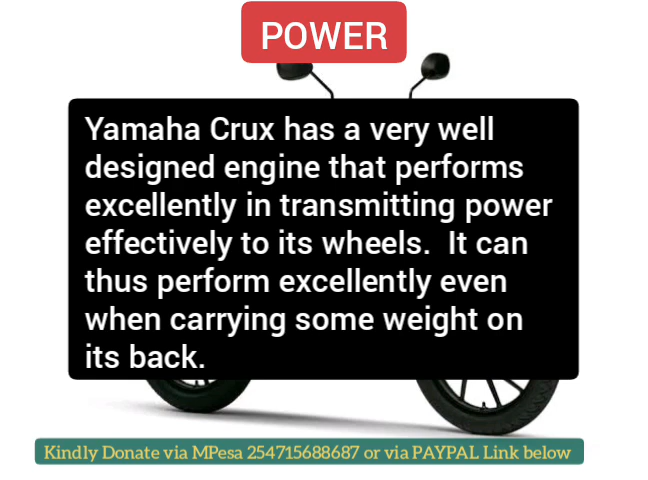 POWER
Yamaha Crux has a very well
designed engine that performs
excellently in transmitting power
effectively to its wheels.  It can
thus perform excellently even
when carrying some weight on
its back.
Kindly Donate via MPesa 254715688687 or via PAYPAL Link below